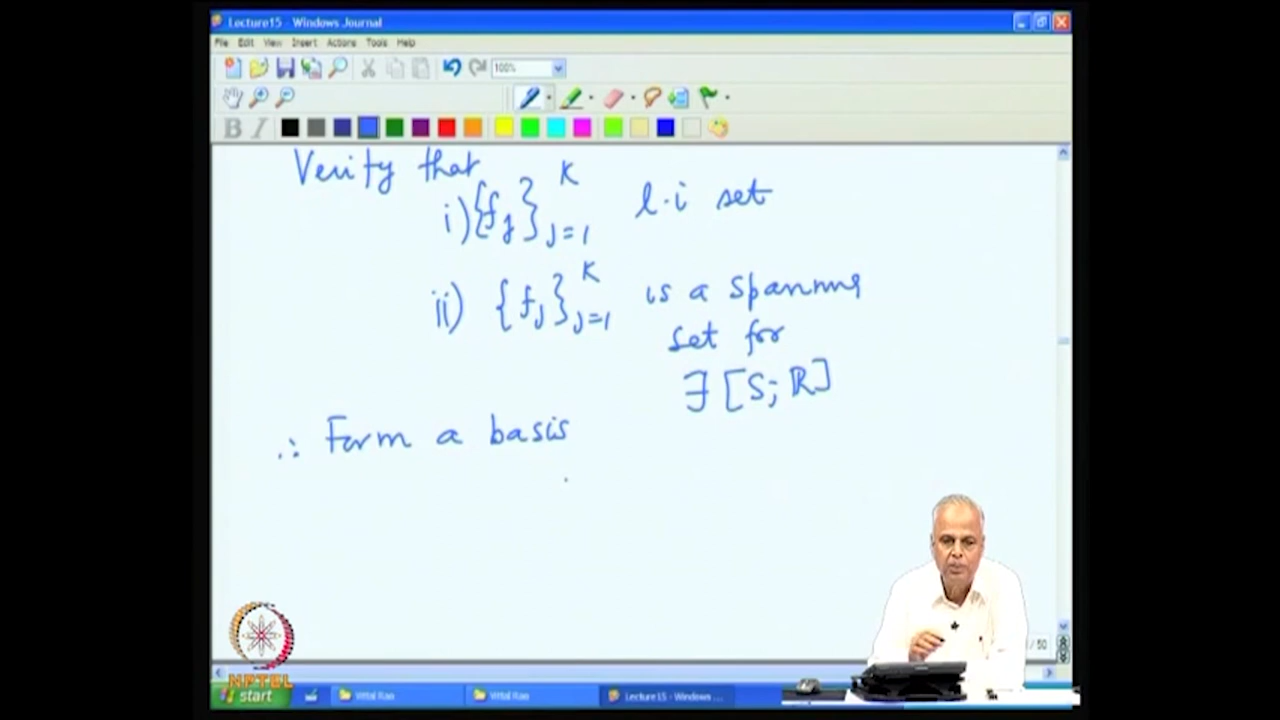 Lecture15 - Windows Journal
File Edit View Insert Actions Tools Help
100%
B I
Verify that
i) {f_j}_{j=1}^K l.i set
ii) {f_j}_{j=1}^K is a spanning
set for
∃ [S; ℝ]
∴ Form a basis
/ 50
NPTEL
start Vittal Rao Vittal Rao Lecture15 - Windows ...